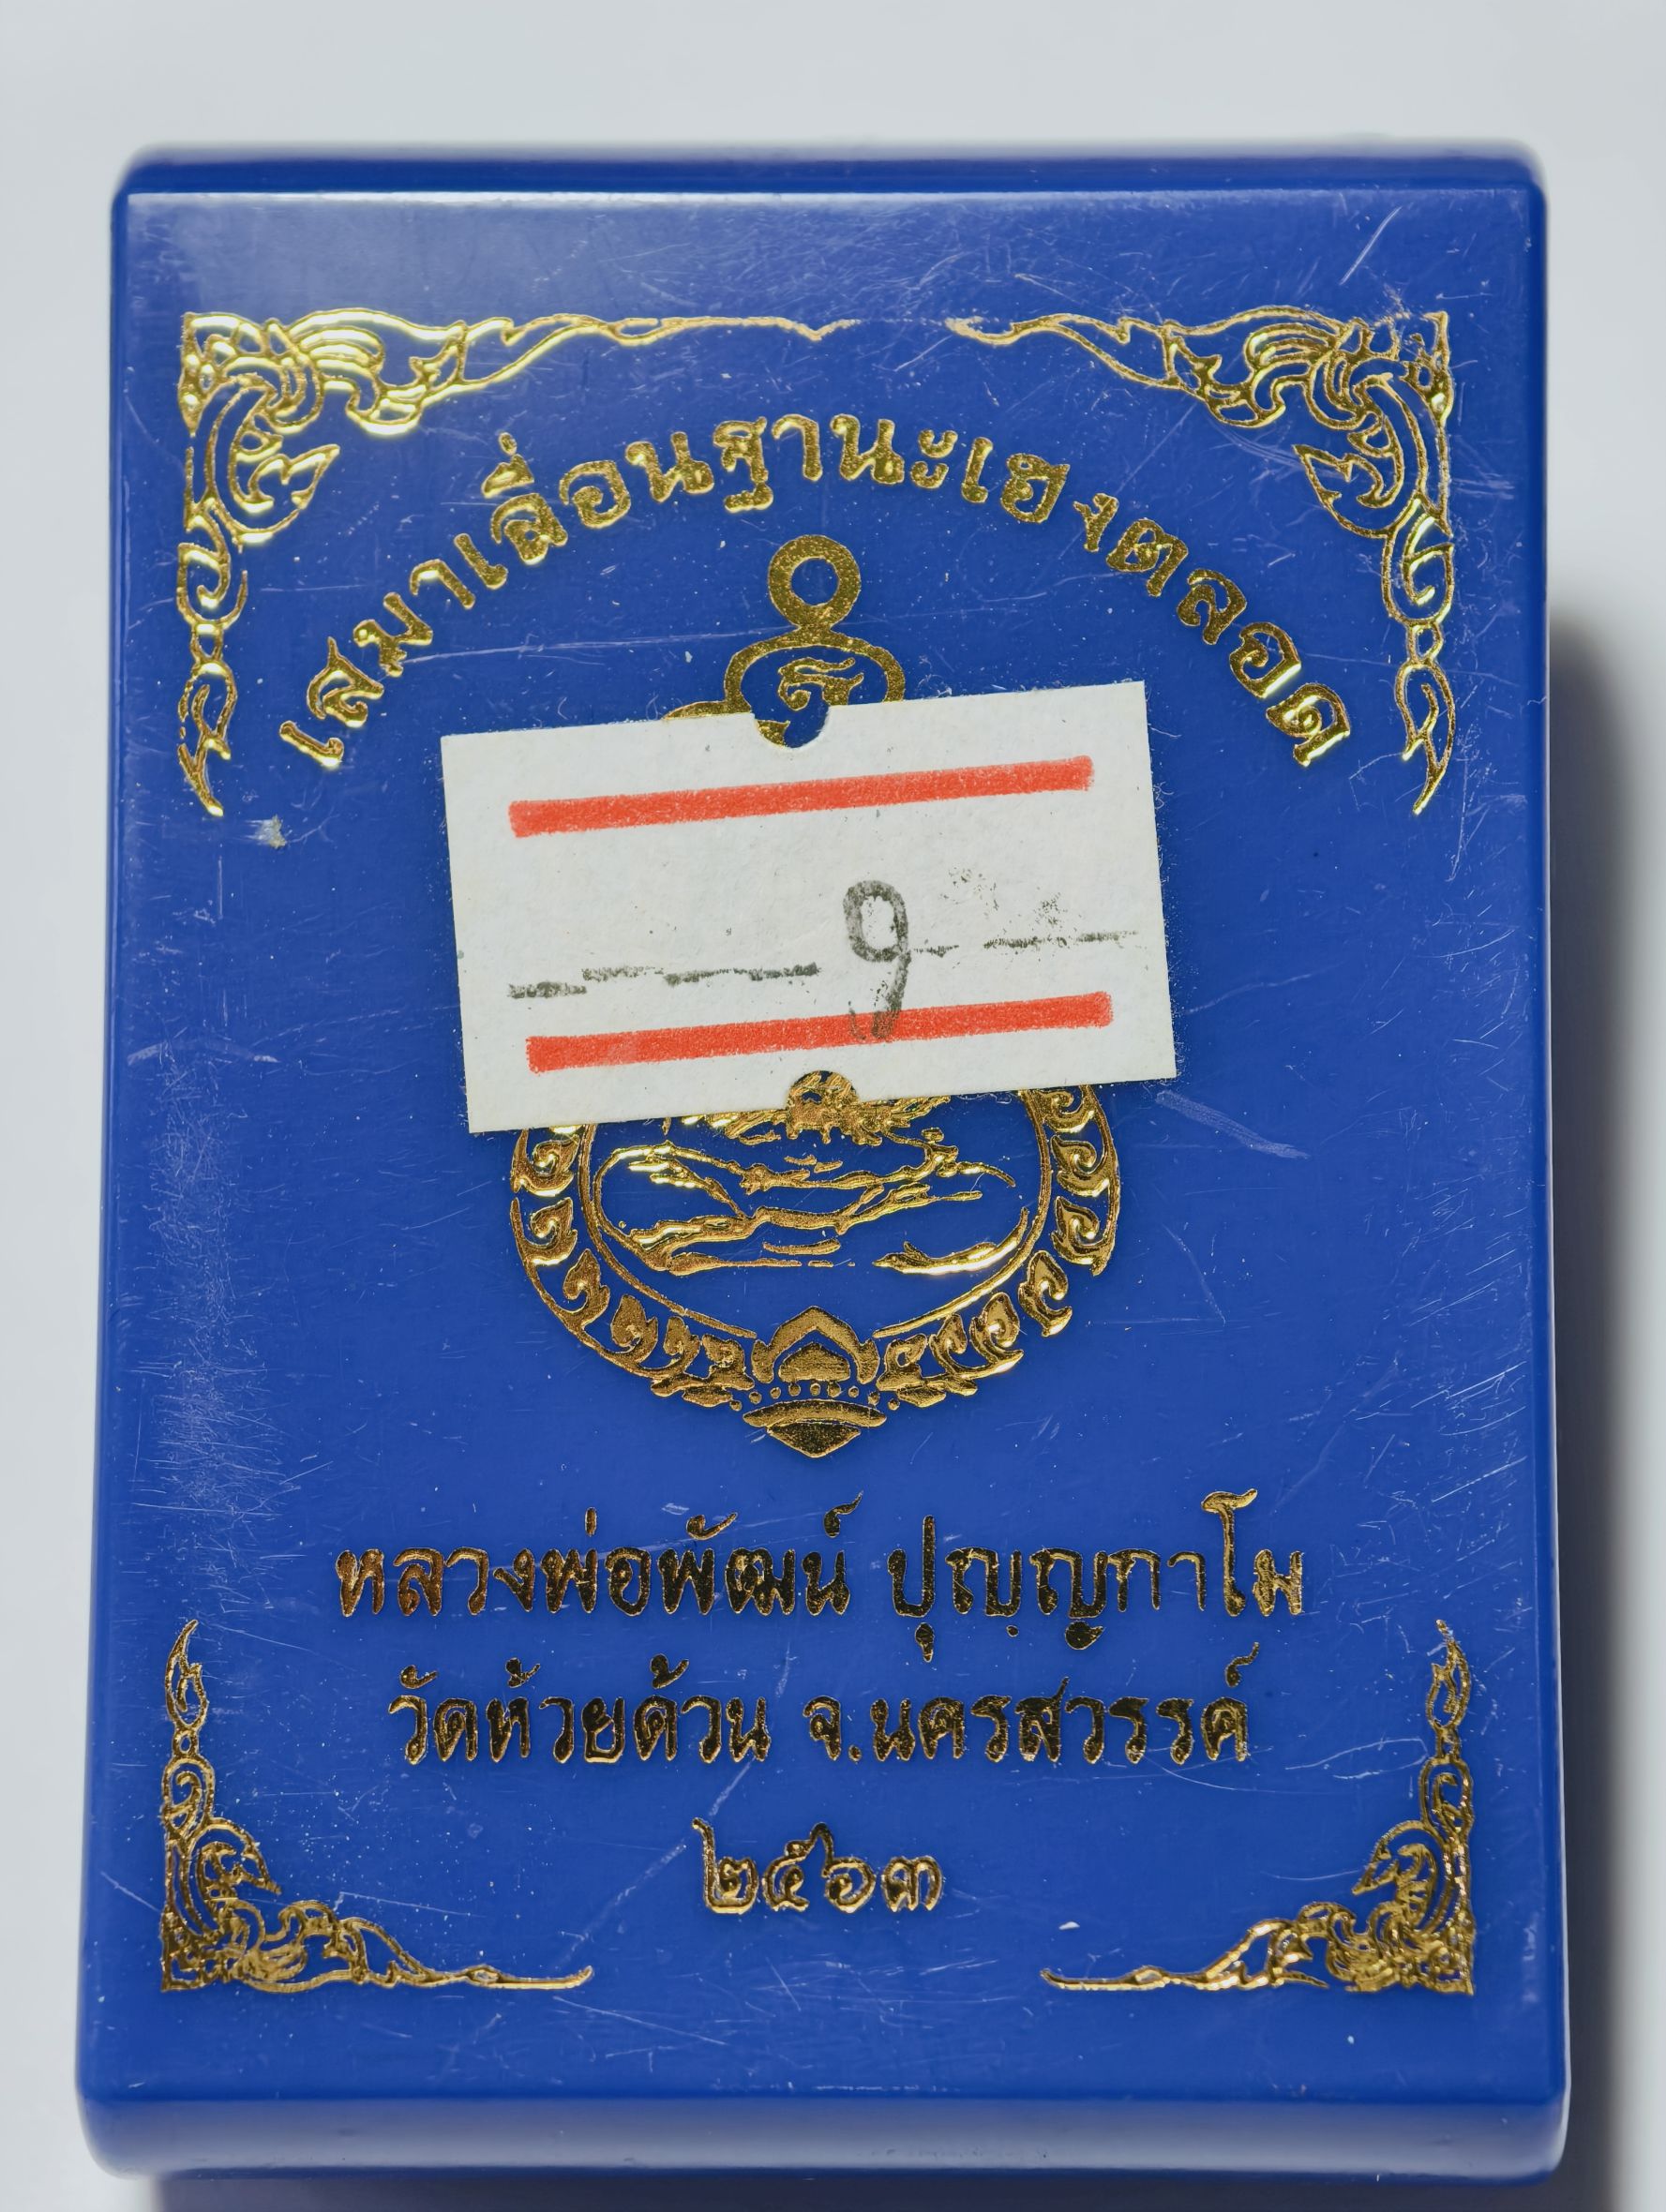 เสมาเลื่อนฐานะเฮงตลอด
9
หลวงพ่อพัฒน์ ปุญฺญกาโม
วัดห้วยด้วน จ.นครสวรรค์
๒๕๖๓